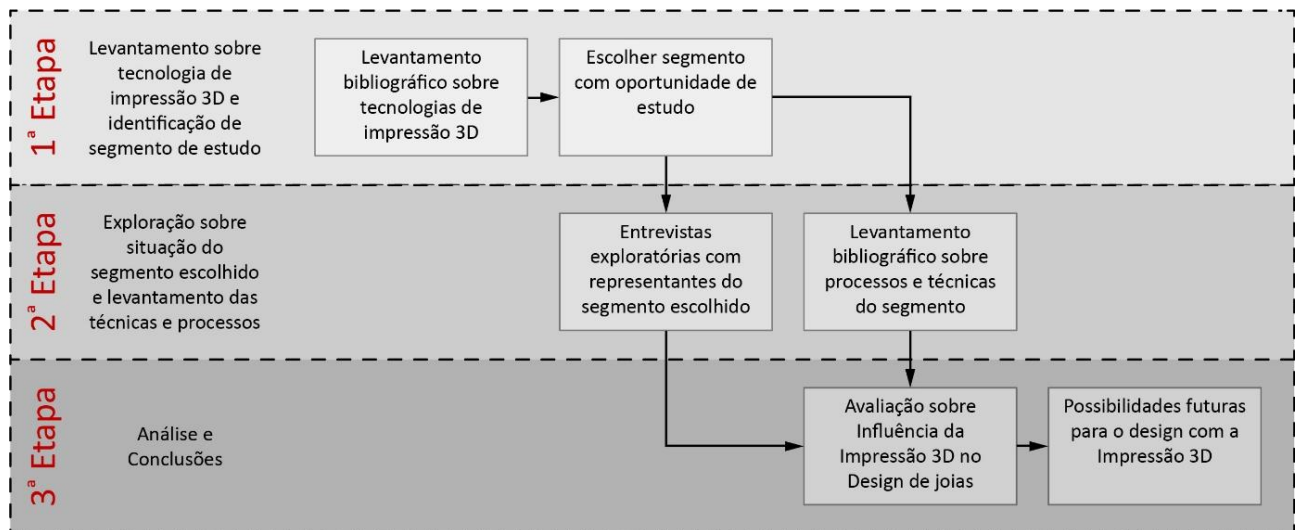 1ª Etapa
Levantamento sobre
tecnologia de
impressão 3D e
identificação de
segmento de estudo
Levantamento
bibliográfico sobre
tecnologias de
impressão 3D
Escolher segmento
com oportunidade de
estudo
2ª Etapa
Exploração sobre
situação do
segmento escolhido
e levantamento das
técnicas e processos
Entrevistas
exploratórias com
representantes do
segmento escolhido
Levantamento
bibliográfico sobre
processos e técnicas
do segmento
3ª Etapa
Análise e
Conclusões
Avaliação sobre
Influência da
Impressão 3D no
Design de joias
Possibilidades futuras
para o design com a
Impressão 3D